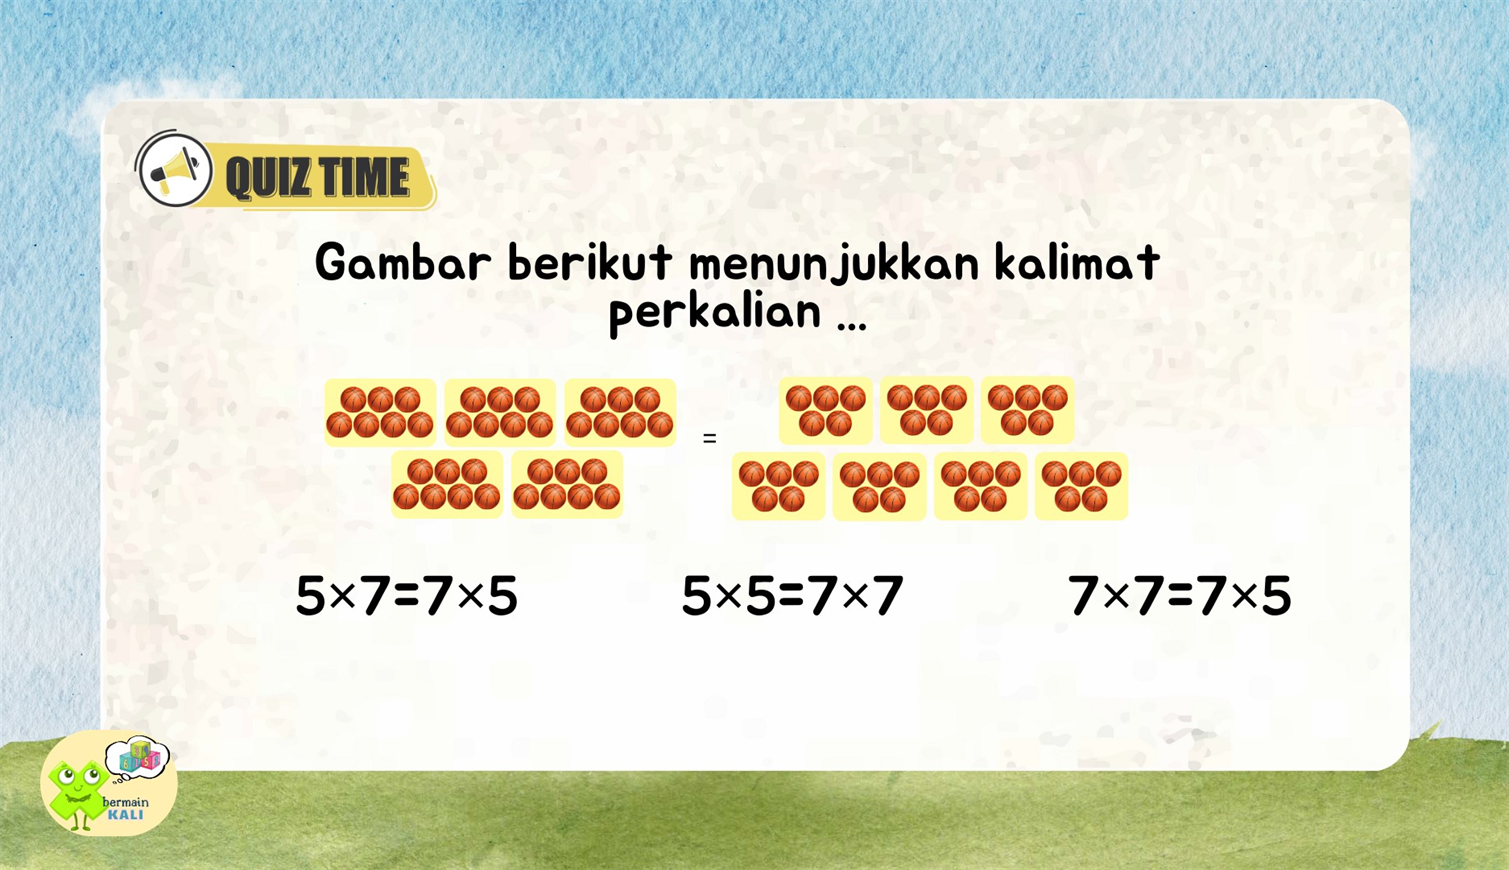 QUIZ TIME
Gambar berikut menunjukkan kalimat
perkalian ...
=
5×7=7×5
5×5=7×7
7×7=7×5
bermain
KALI